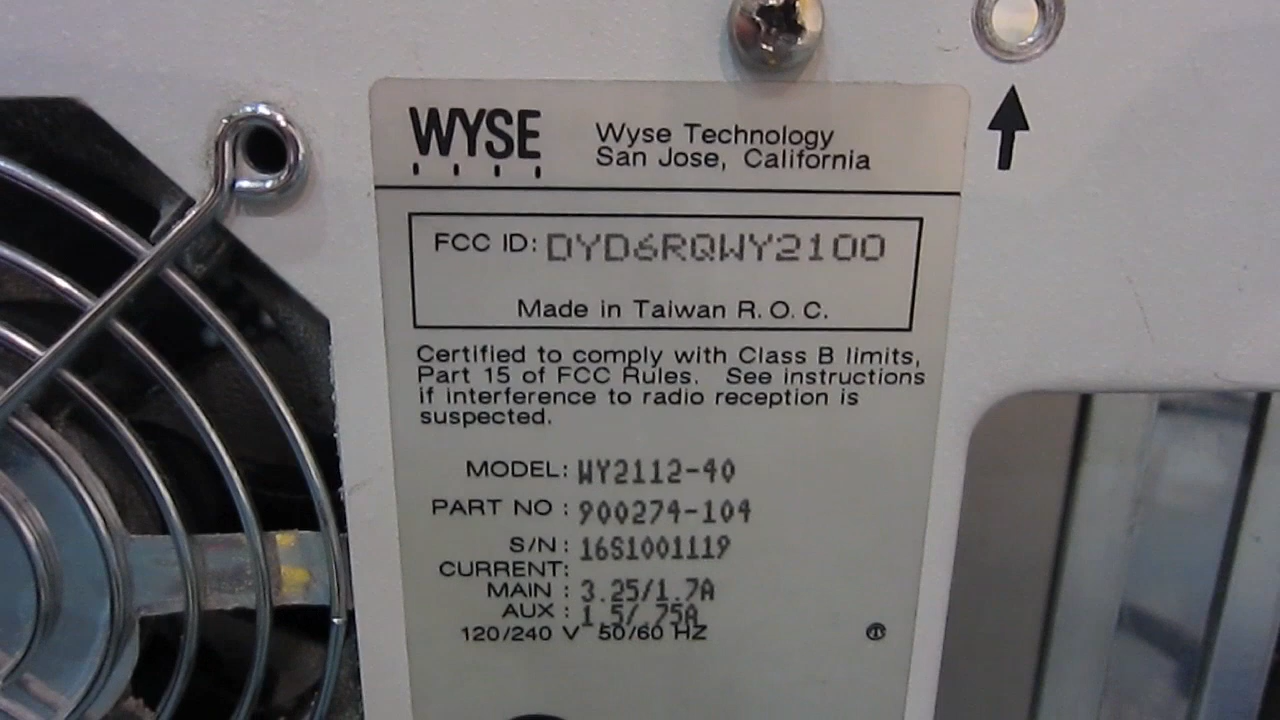 WYSE
Wyse Technology
San Jose, California
FCC ID: DYD6RQWY2100
Made in Taiwan R. O. C.
Certified to comply with Class B limits,
Part 15 of FCC Rules. See instructions
if interference to radio reception is
suspected.
MODEL: WY2112-40
PART NO : 900274-104
S/N: 16S1001119
CURRENT:
MAIN : 3.25/1.7A
AUX : 1.5/.75A
120/240 V 50/60 HZ